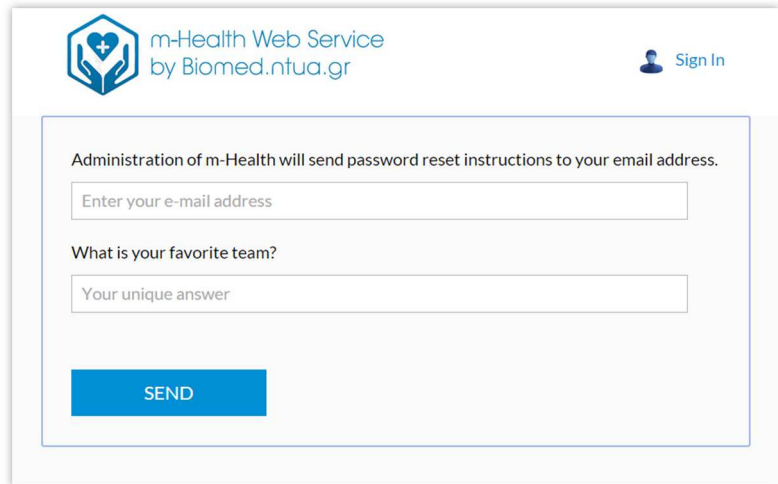 m-Health Web Service
by Biomed.ntua.gr
Sign In
Administration of m-Health will send password reset instructions to your email address.
Enter your e-mail address
What is your favorite team?
Your unique answer
SEND